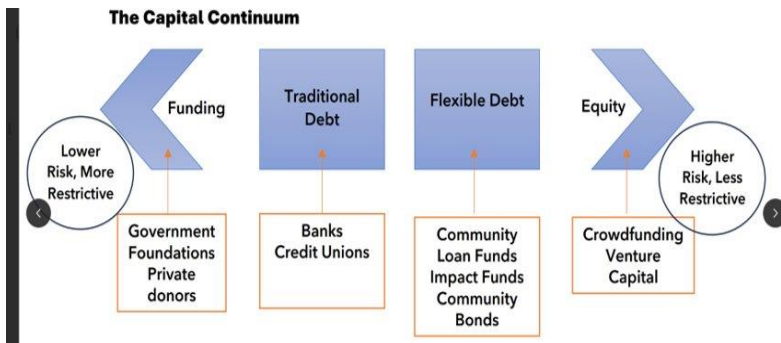 The Capital Continuum
Funding
Traditional
Debt
Flexible Debt
Equity
Lower
Risk, More
Restrictive
Higher
Risk, Less
Restrictive
Government
Foundations
Private
donors
Banks
Credit Unions
Community
Loan Funds
Impact Funds
Community
Bonds
Crowdfunding
Venture
Capital